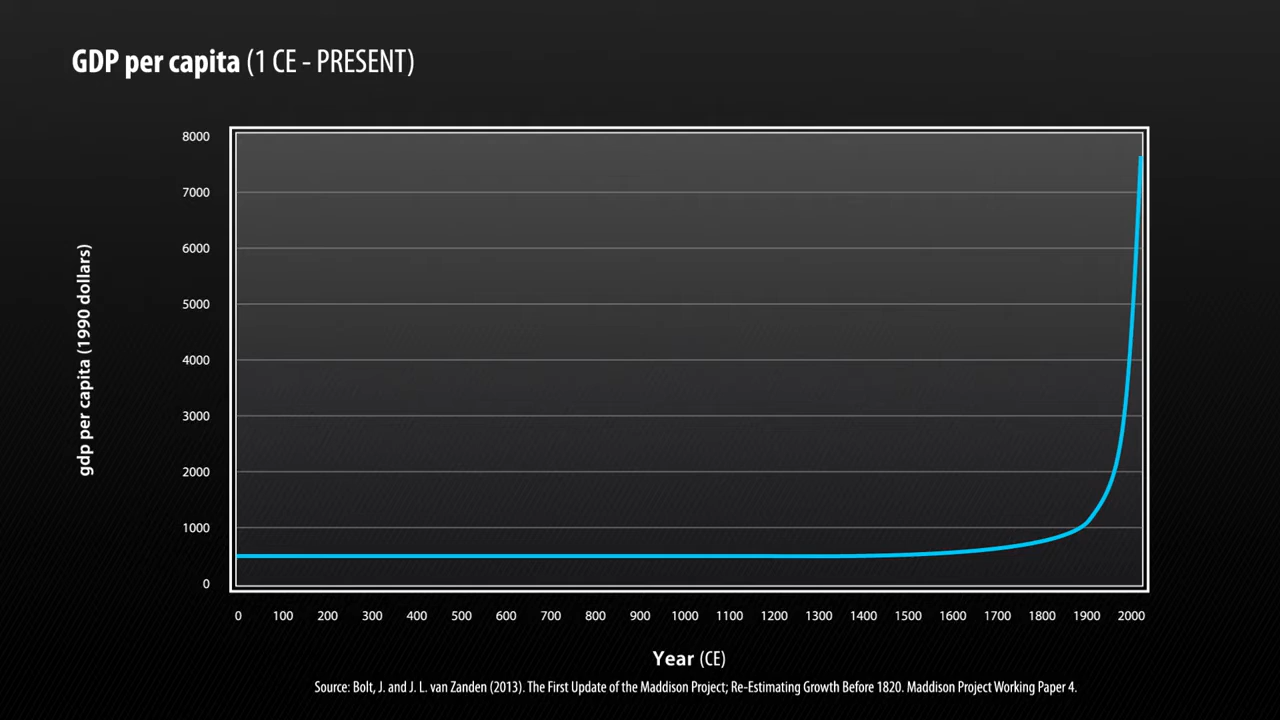 GDP per capita (1 CE - PRESENT)
8000
7000
6000
5000
4000
3000
2000
1000
0
gdp per capita (1990 dollars)
0 100 200 300 400 500 600 700 800 900 1000 1100 1200 1300 1400 1500 1600 1700 1800 1900 2000
Year (CE)
Source: Bolt, J. and J. L. van Zanden (2013). The First Update of the Maddison Project; Re-Estimating Growth Before 1820. Maddison Project Working Paper 4.